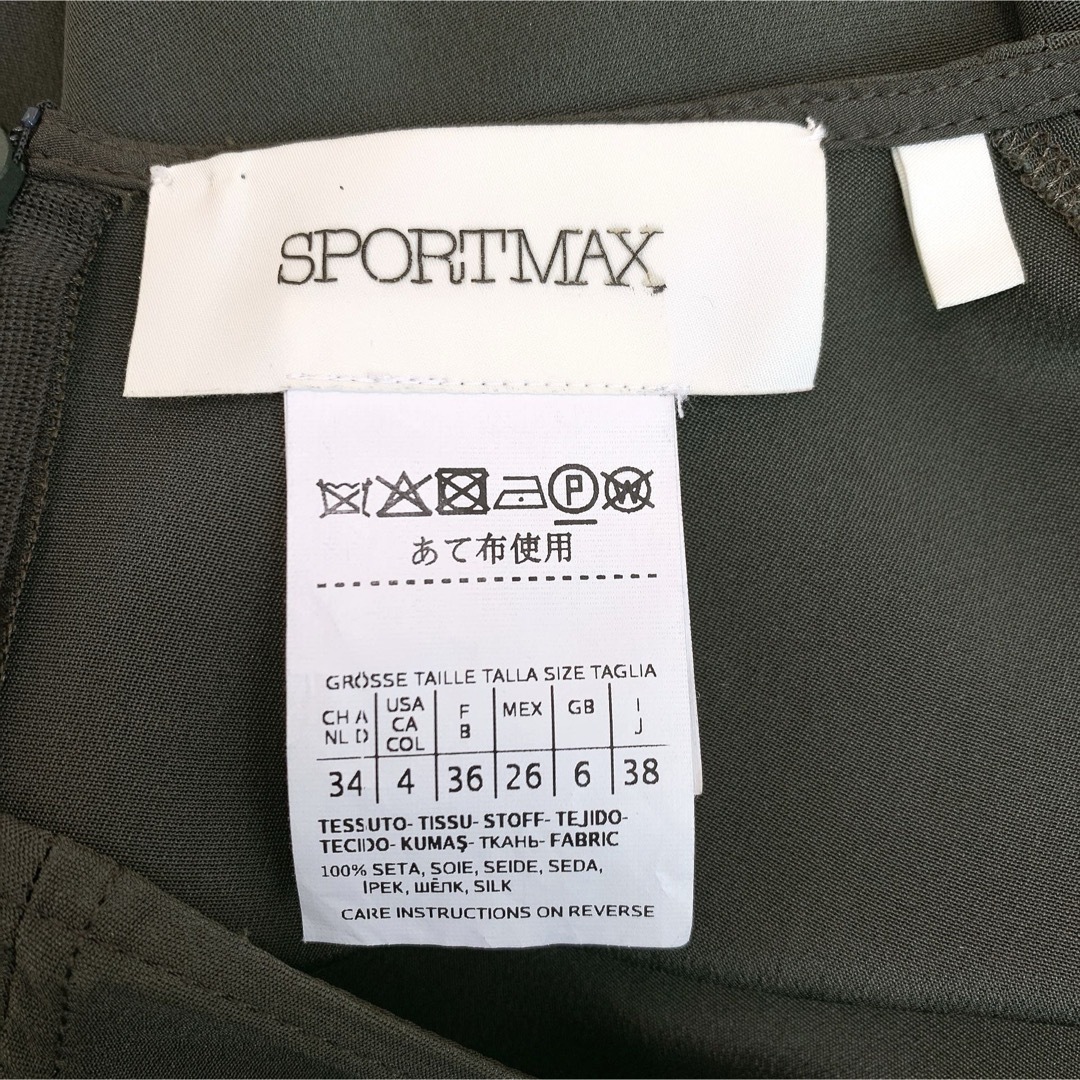 SPORTMAX
P W
あて布使用
GRÖSSE TAILLE TALLA SIZE TAGLIA
CH A NL D USA CA COL F B MEX GB I J
34 4 36 26 6 38
TESSUTO- TISSU- STOFF- TEJIDO-
TECIDO- KUMAŞ- ТКАНЬ- FABRIC
100% SETA, SOIE, SEIDE, SEDA,
İPEK, ШЁЛК, SILK
CARE INSTRUCTIONS ON REVERSE